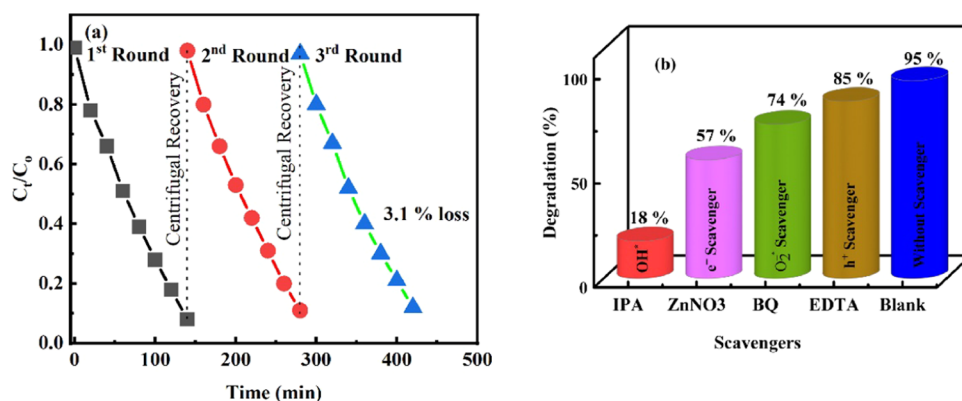 (a)
1st Round
2nd Round
3rd Round
Centrifugal Recovery
Centrifugal Recovery
3.1 % loss
Ct/Co
1.0
0.8
0.6
0.4
0.2
0.0
0
100
200
300
400
500
Time (min)
(b)
18 %
57 %
74 %
85 %
95 %
OH•
e− Scavenger
O2•− Scavenger
h+ Scavenger
Without Scavenger
Degradation (%)
100
50
0
IPA
ZnNO3
BQ
EDTA
Blank
Scavengers